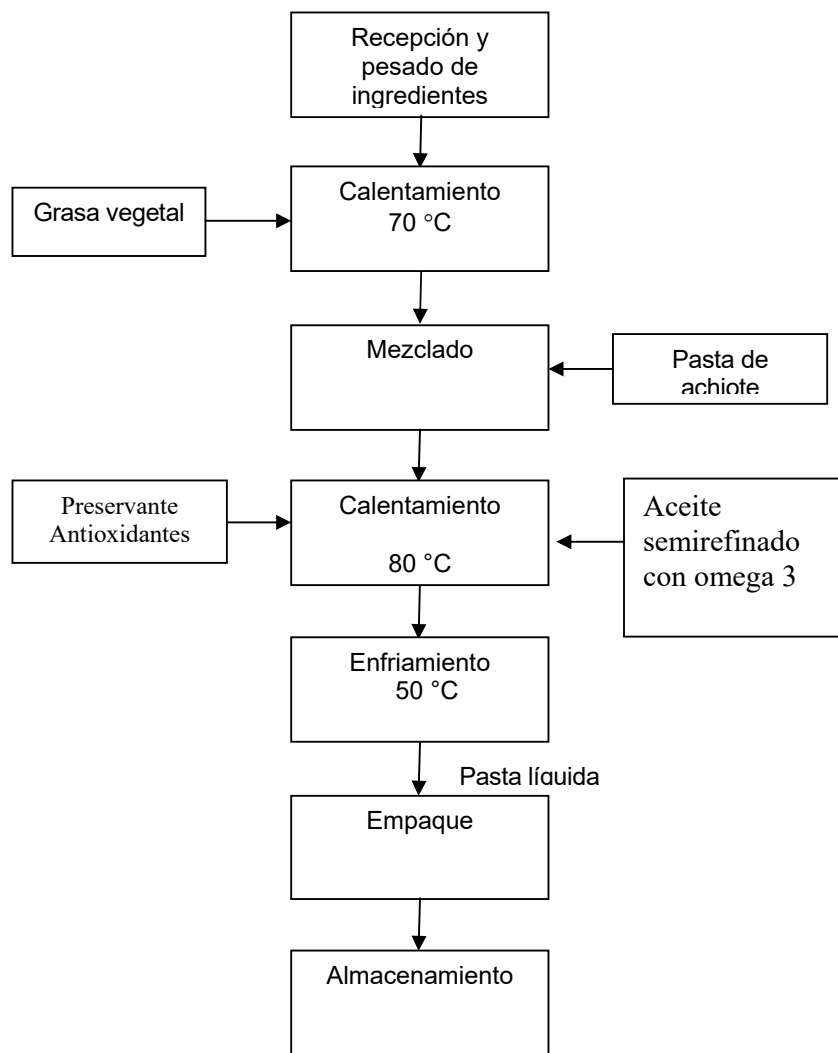 Recepción y
pesado de
ingredientes
Calentamiento
70 °C
Grasa vegetal
Mezclado
Pasta de
achiote
Calentamiento
80 °C
Preservante
Antioxidantes
Aceite
semirefinado
con omega 3
Enfriamiento
50 °C
Pasta líquida
Empaque
Almacenamiento